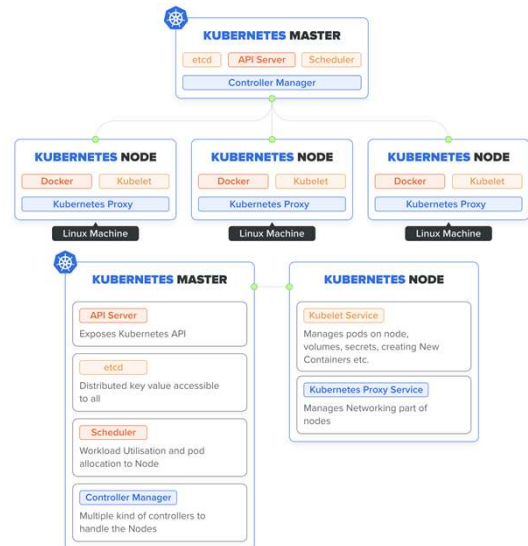 KUBERNETES MASTER
etcd API Server Scheduler
Controller Manager
KUBERNETES NODE
Docker Kubelet
Kubernetes Proxy
Linux Machine
KUBERNETES NODE
Docker Kubelet
Kubernetes Proxy
Linux Machine
KUBERNETES NODE
Docker Kubelet
Kubernetes Proxy
Linux Machine
KUBERNETES MASTER
API Server
Exposes Kubernetes API
etcd
Distributed key value accessible
to all
Scheduler
Workload Utilisation and pod
allocation to Node
Controller Manager
Multiple kind of controllers to
handle the Nodes
KUBERNETES NODE
Kubelet Service
Manages pods on node,
volumes, secrets, creating New
Containers etc.
Kubernetes Proxy Service
Manages Networking part of
nodes